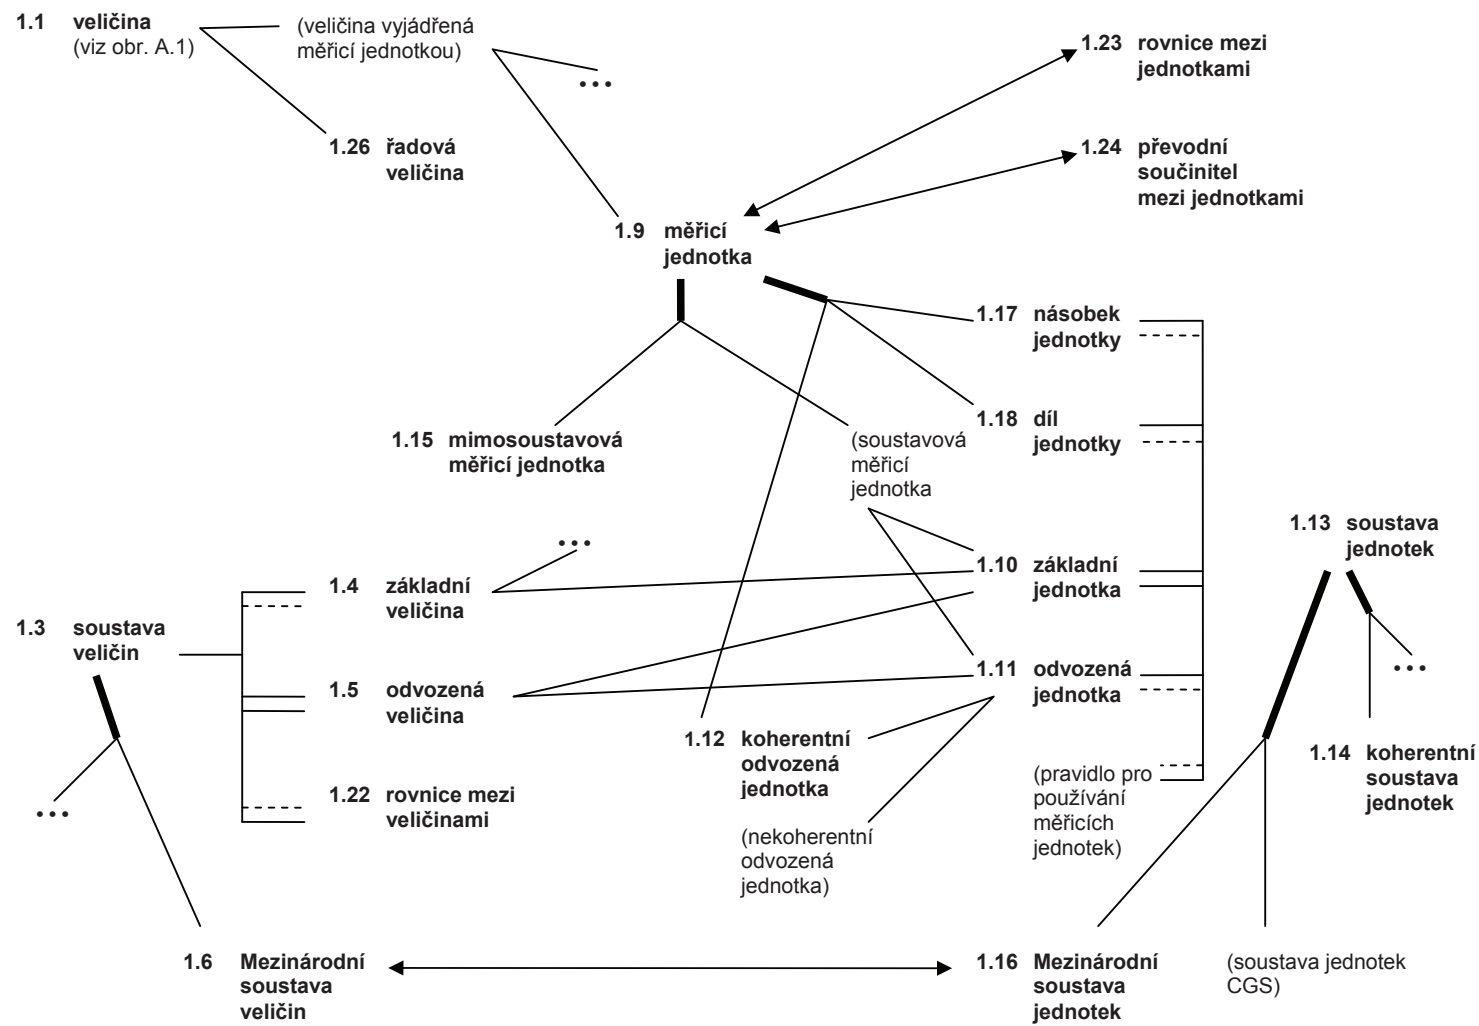 1.1 veličina
(viz obr. A.1)
(veličina vyjádřená
měřicí jednotkou)
...
1.23 rovnice mezi
jednotkami
1.26 řadová
veličina
1.24 převodní
součinitel
mezi jednotkami
1.9 měřicí
jednotka
1.17 násobek
jednotky
1.15 mimosoustavová
měřicí jednotka
(soustavová
měřicí
jednotka
1.18 díl
jednotky
1.13 soustava
jednotek
...
1.4 základní
veličina
1.10 základní
jednotka
1.3 soustava
veličin
...
1.5 odvozená
veličina
1.11 odvozená
jednotka
1.12 koherentní
odvozená
jednotka
1.14 koherentní
soustava
jednotek
...
1.22 rovnice mezi
veličinami
(nekoherentní
odvozená
jednotka)
(pravidlo pro
používání
měřicích
jednotek)
1.6 Mezinárodní
soustava
veličin
1.16 Mezinárodní
soustava
jednotek
(soustava jednotek
CGS)